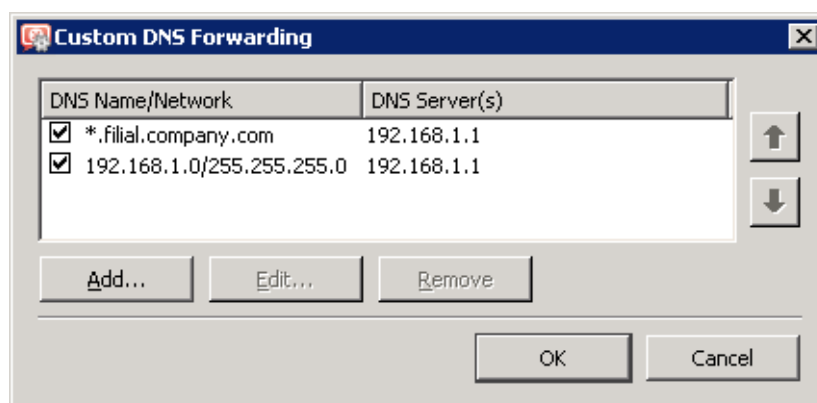 Custom DNS Forwarding
DNS Name/Network DNS Server(s)
*.filial.company.com 192.168.1.1
192.168.1.0/255.255.255.0 192.168.1.1
Add... Edit... Remove
OK Cancel